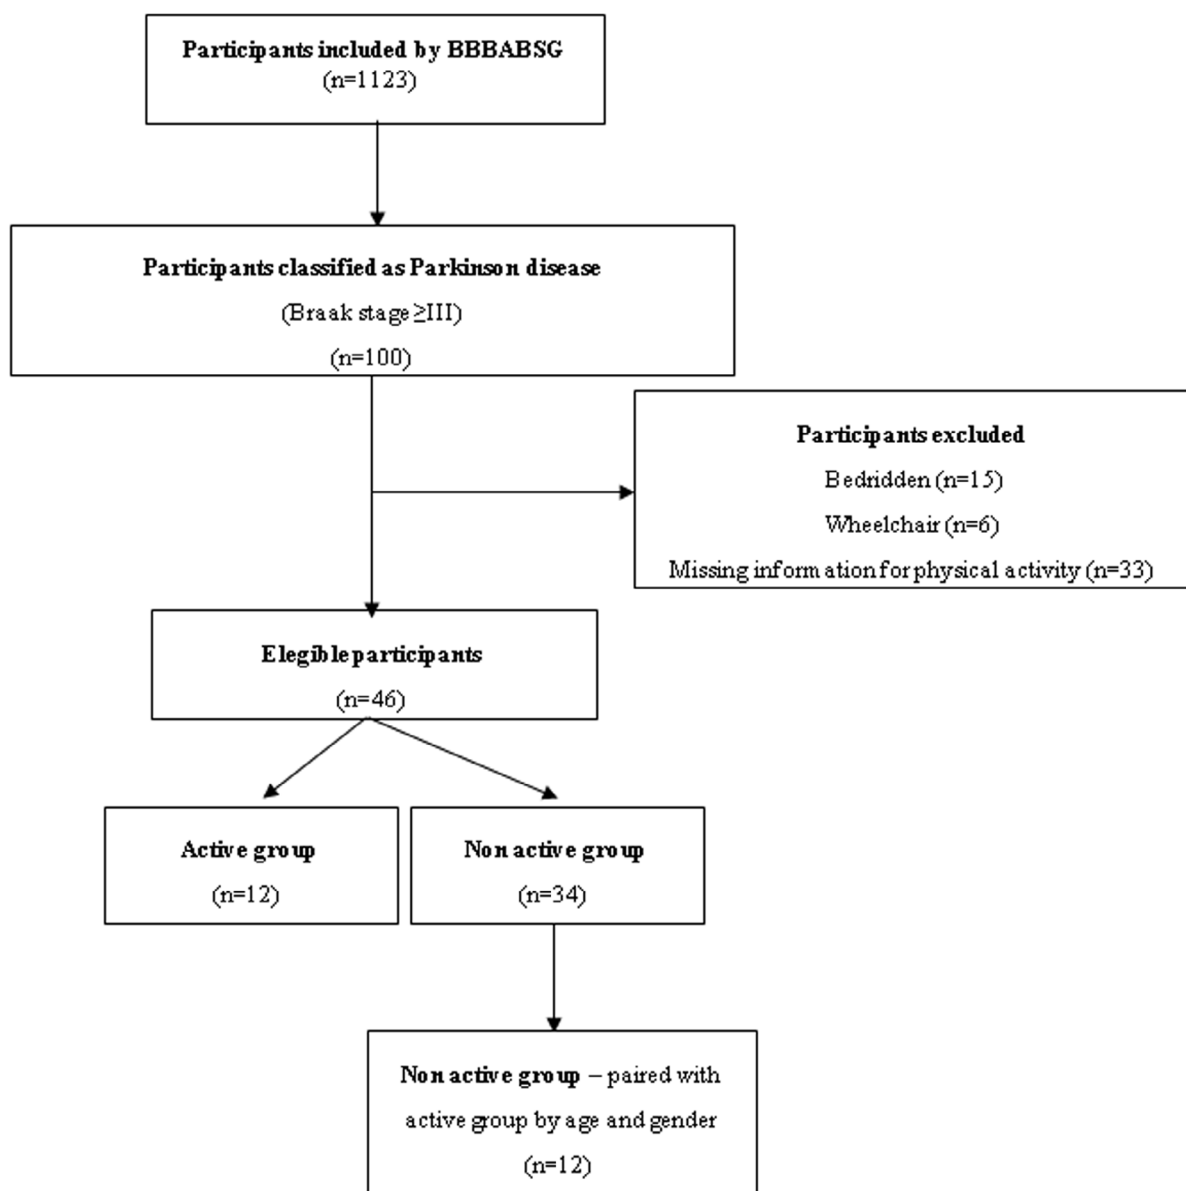 Participants included by BBBABSG
(n=1123)
Participants classified as Parkinson disease
(Braak stage ≥III)
(n=100)
Participants excluded
Bedridden (n=15)
Wheelchair (n=6)
Missing information for physical activity (n=33)
Elegible participants
(n=46)
Active group
(n=12)
Non active group
(n=34)
Non active group – paired with
active group by age and gender
(n=12)